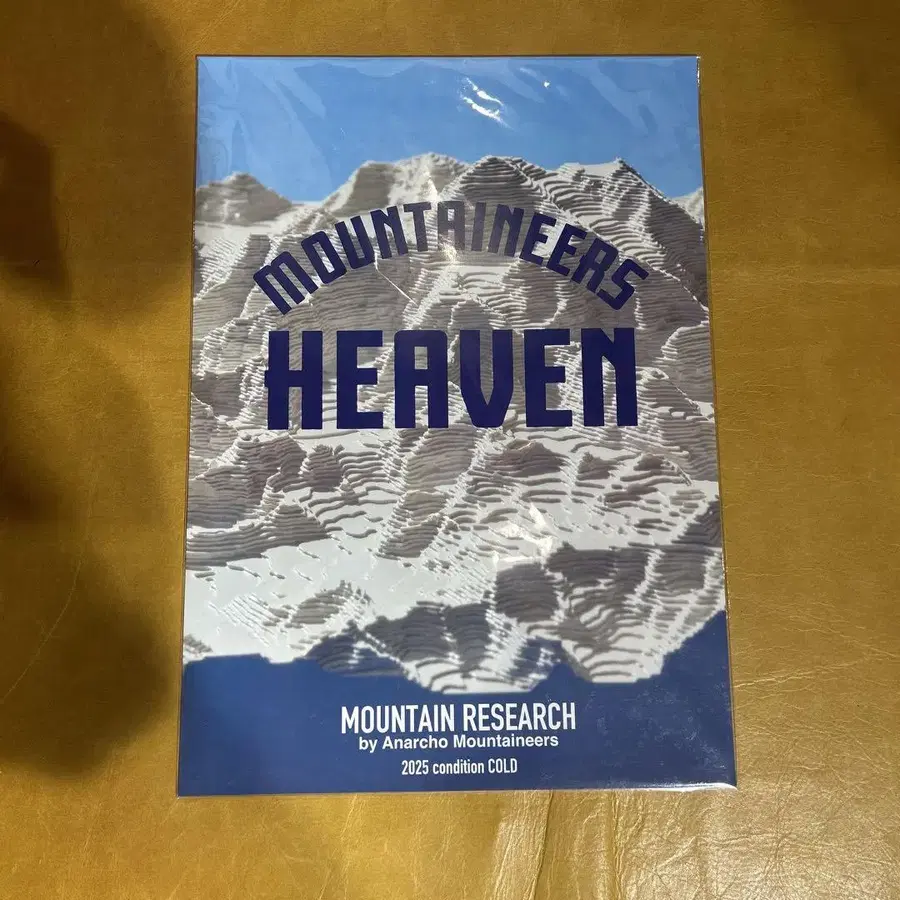 MOUNTAINEERS
HEAVEN
MOUNTAIN RESEARCH
by Anarcho Mountaineers
2025 condition COLD